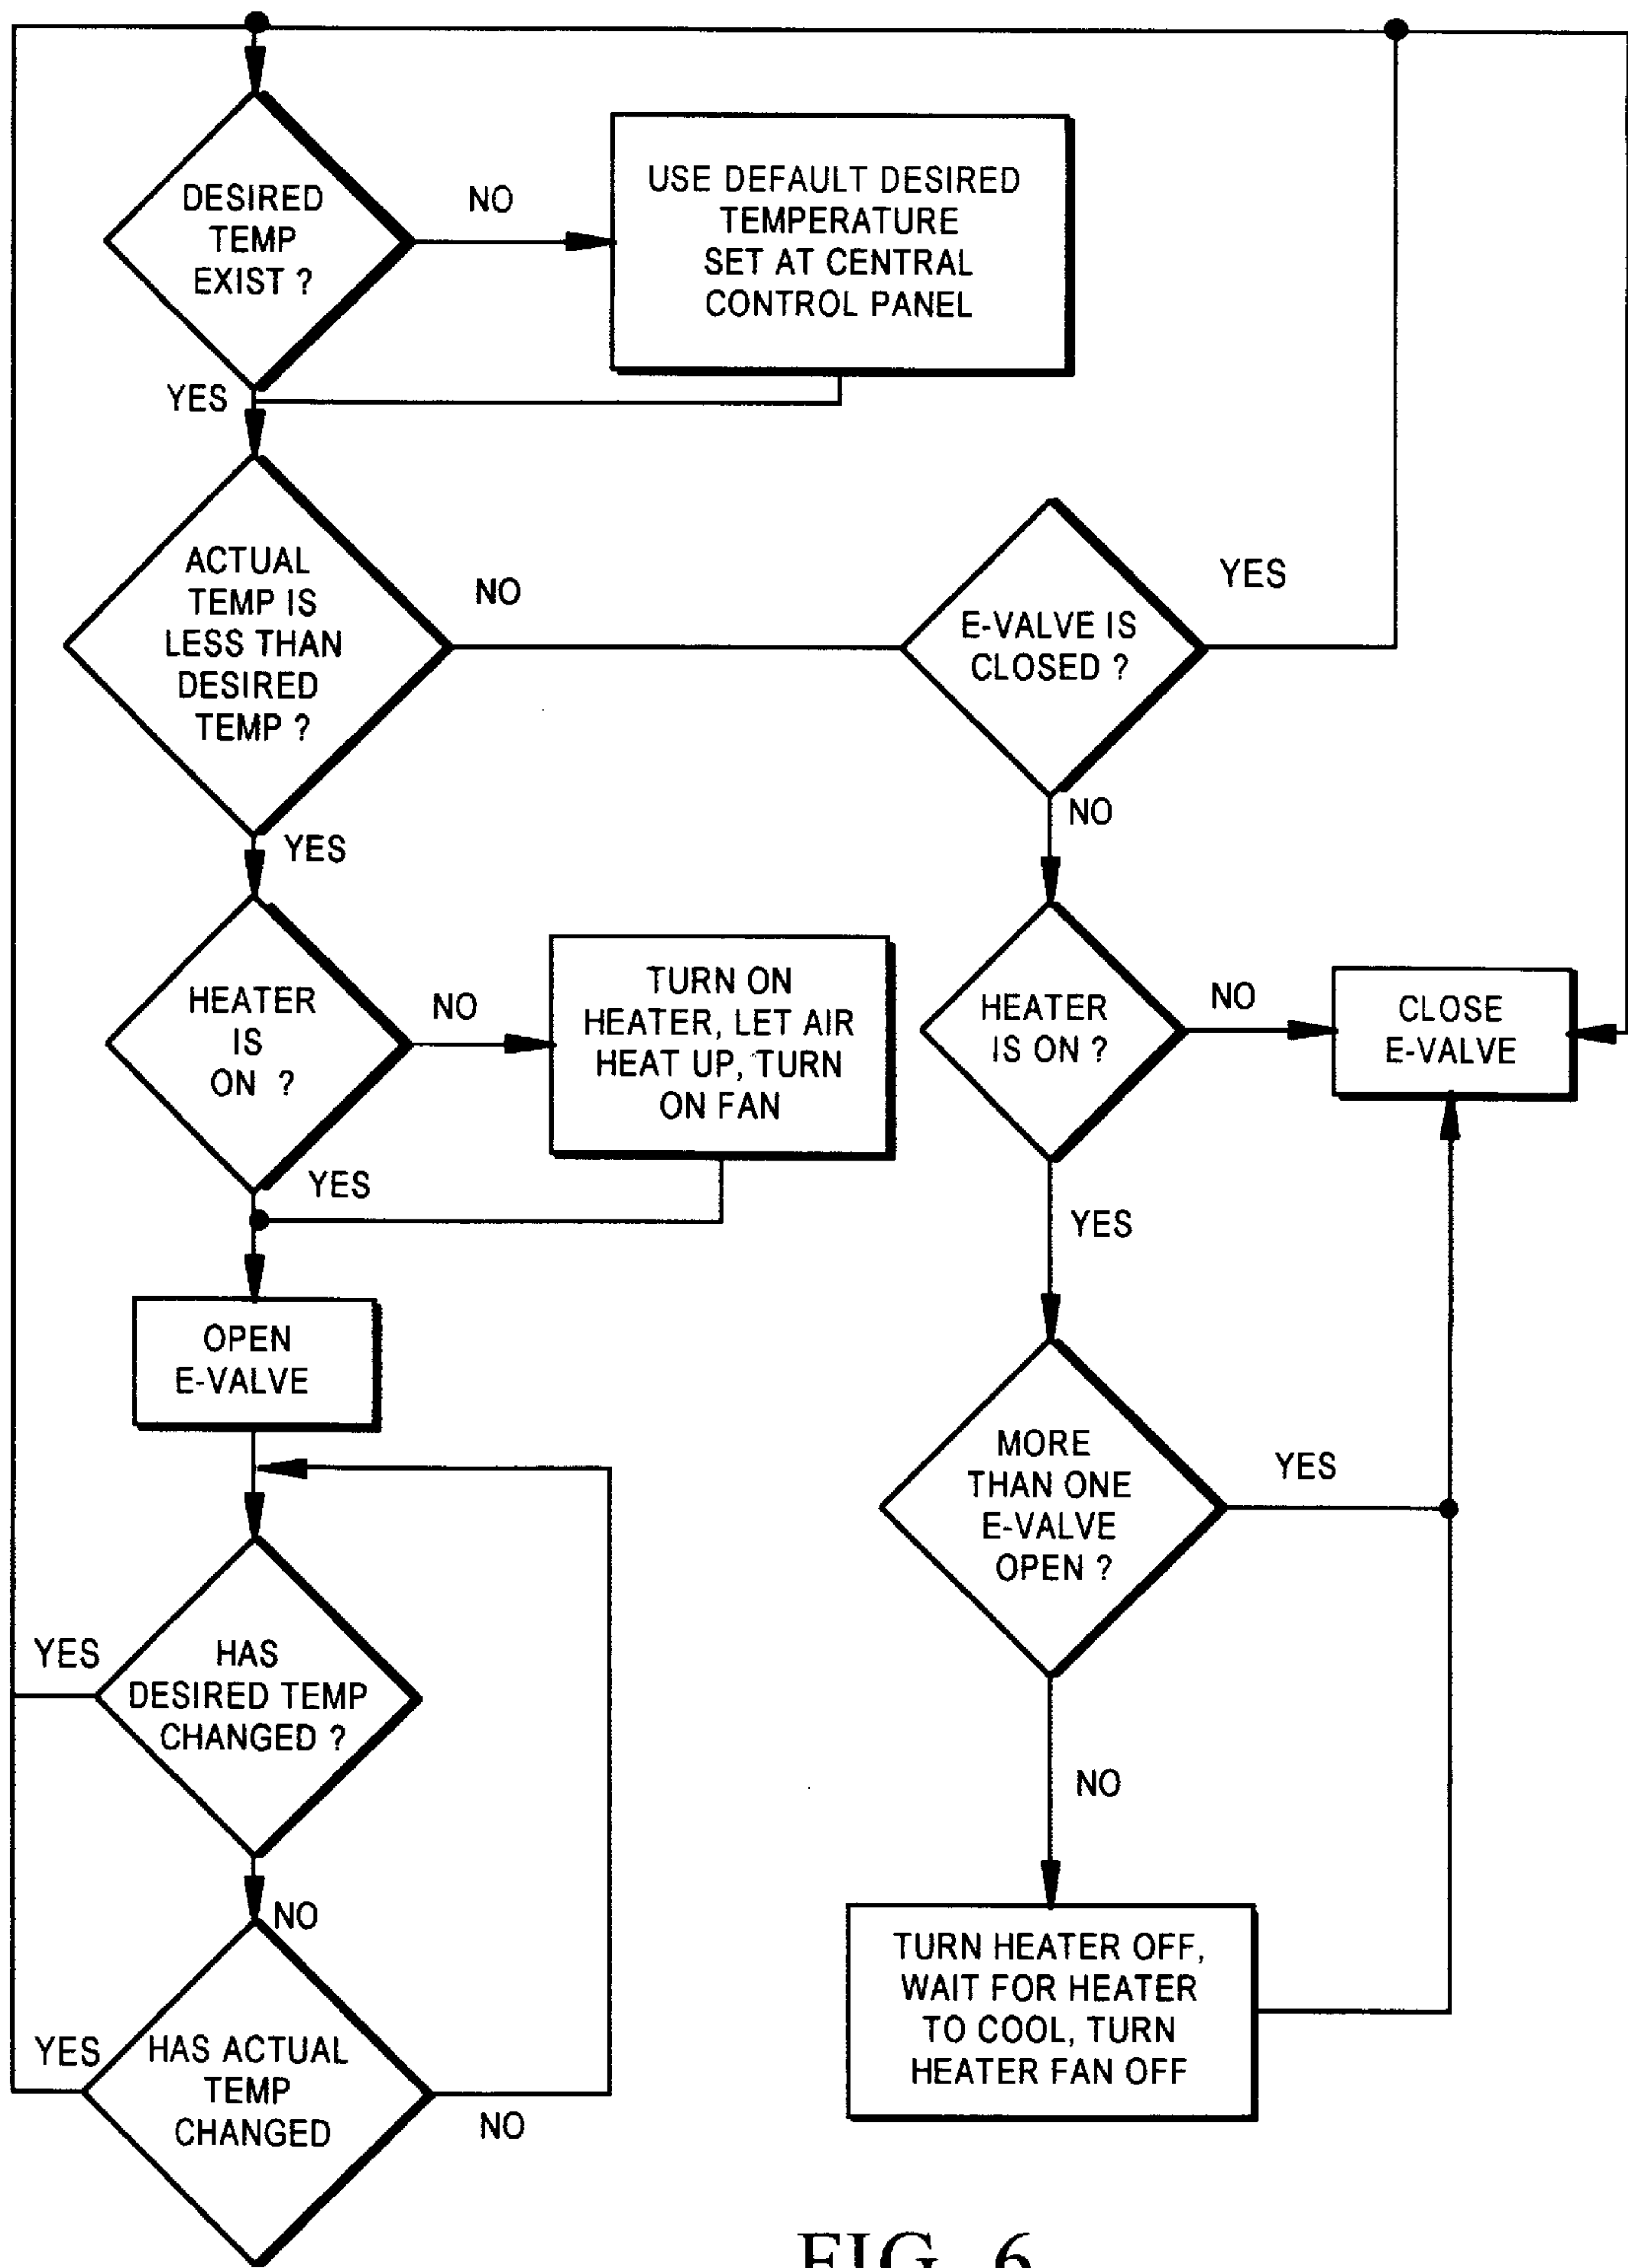 DESIRED
TEMP
EXIST ?
NO
USE DEFAULT DESIRED
TEMPERATURE
SET AT CENTRAL
CONTROL PANEL
YES
ACTUAL
TEMP IS
LESS THAN
DESIRED
TEMP ?
NO
E-VALVE IS
CLOSED ?
YES
NO
YES
HEATER
IS
ON ?
NO
TURN ON
HEATER, LET AIR
HEAT UP, TURN
ON FAN
HEATER
IS ON ?
NO
CLOSE
E-VALVE
YES
YES
OPEN
E-VALVE
MORE
THAN ONE
E-VALVE
OPEN ?
YES
YES
HAS
DESIRED TEMP
CHANGED ?
NO
NO
TURN HEATER OFF,
WAIT FOR HEATER
TO COOL, TURN
HEATER FAN OFF
YES
HAS ACTUAL
TEMP
CHANGED
NO
FIG. 6